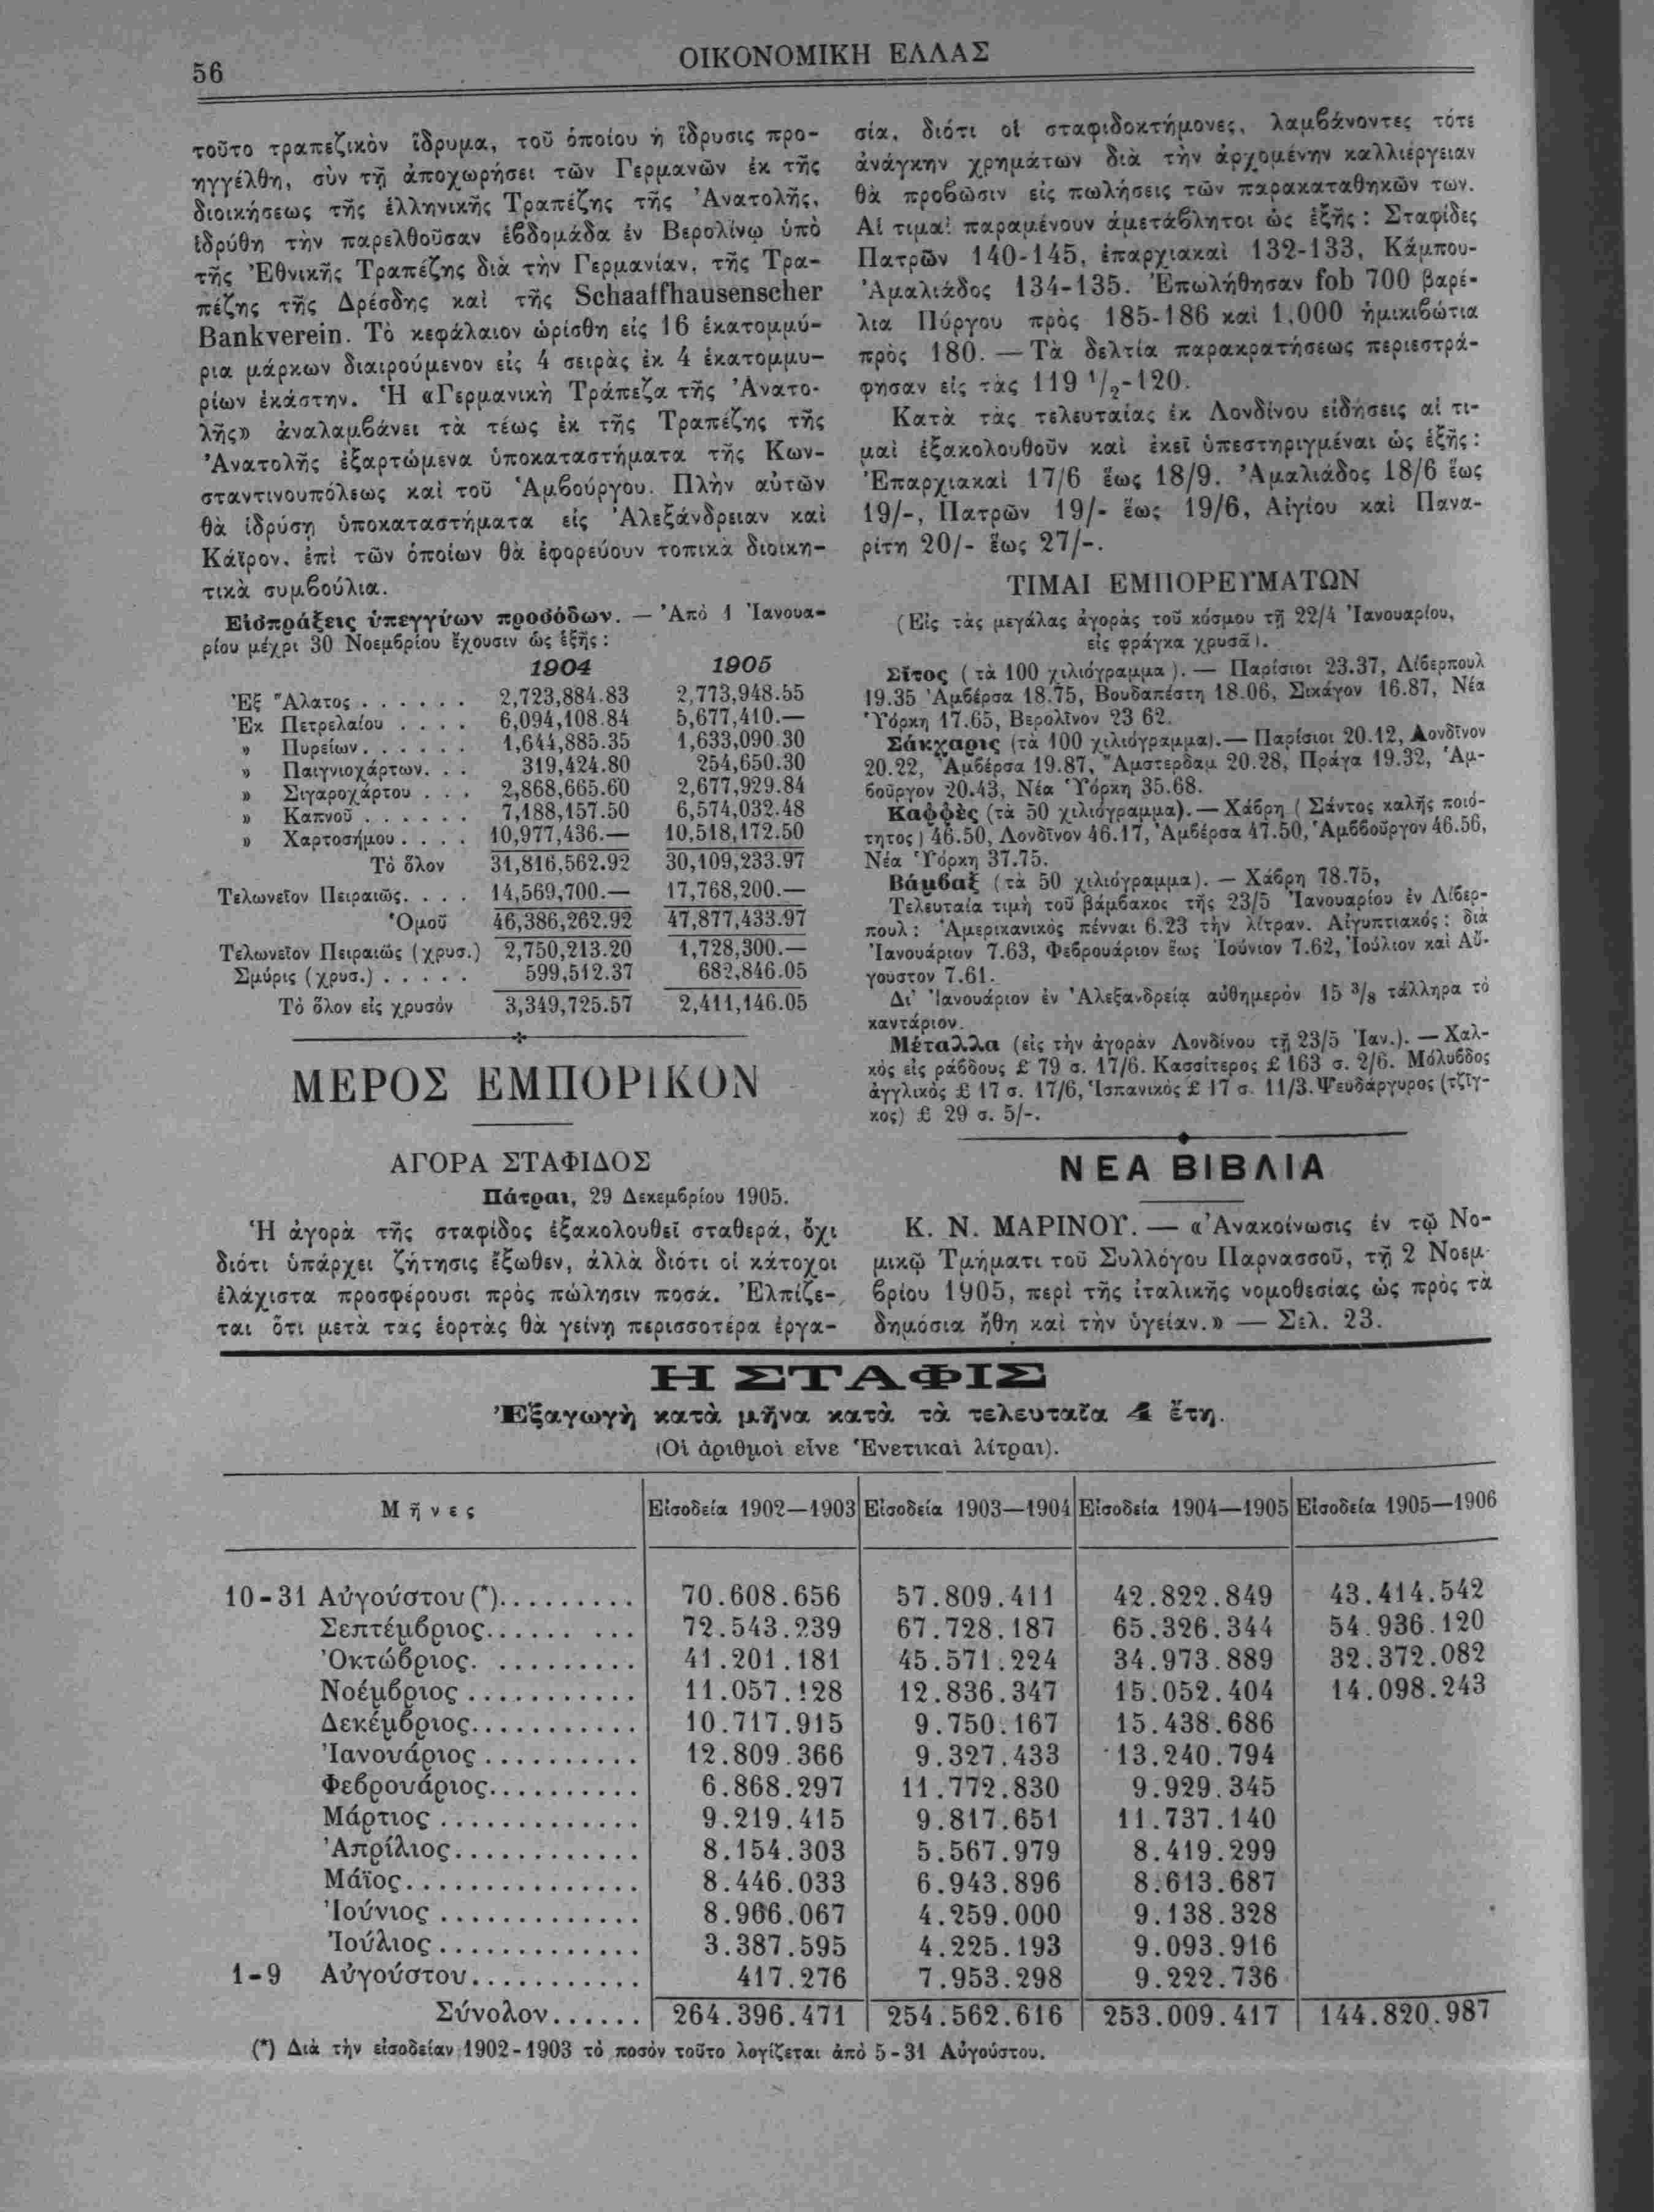 56
ΟΙΚΟΝΟΜΙΚΗ ΕΛΛΑΣ
τοῦτο τραπεζικὸν ἵδρυμα, τοῦ ὁποίου ἡ ἵδρυσις προ-
ηγγέλθη, σὺν τῇ ἀποχωρήσει τῶν Γερμανῶν ἐκ τῆς
διοικήσεως τῆς ἑλληνικῆς Τραπέζης τῆς Ἀνατολῆς,
ἱδρύθη τὴν παρελθοῦσαν ἑβδομάδα ἐν Βερολίνῳ ὑπὸ
τῆς Ἐθνικῆς Τραπέζης διὰ τὴν Γερμανίαν, τῆς Τρα-
πέζης τῆς Δρέσδης καὶ τῆς Schaaffhausenscher
Bankverein. Τὸ κεφάλαιον ὡρίσθη εἰς 16 ἑκατομμύ-
ρια μάρκων διαιρούμενον εἰς 4 σειρὰς ἐκ 4 ἑκατομμυ-
ρίων ἑκάστην. Ἡ «Γερμανικὴ Τράπεζα τῆς Ἀνατο-
λῆς» ἀναλαμβάνει τὰ τέως ἐκ τῆς Τραπέζης τῆς
Ἀνατολῆς ἐξαρτώμενα ὑποκαταστήματα τῆς Κων-
σταντινουπόλεως καὶ τοῦ Ἁμβούργου. Πλὴν αὐτῶν
θὰ ἱδρύσῃ ὑποκαταστήματα εἰς Ἀλεξάνδρειαν καὶ
Κάϊρον, ἐπὶ τῶν ὁποίων θὰ ἐφορεύουν τοπικὰ διοικη-
τικὰ συμβούλια.
Εἰσπράξεις ὑπεγγύων προσόδων. — Ἀπὸ 1 Ἰανουα-
ρίου μέχρι 30 Νοεμβρίου ἔχουσιν ὡς ἑξῆς :
1904 1905
Ἐξ Ἅλατος . . . . . . 2,723,884.83 2,773,948.55
Ἐκ Πετρελαίου . . . . 6,094,108.84 5,677,410.—
» Πυρείων . . . . . . 1,644,885.35 1,633,090.30
» Παιγνιοχάρτων. . . 319,424.80 254,650.30
» Σιγαροχάρτου . . . 2,868,665.60 2,677,929.84
» Καπνοῦ . . . . . . 7,188,157.50 6,574,032.48
» Χαρτοσήμου . . . . 10,977,436.— 10,518,172.50
Τὸ ὅλον 31,816,562.92 30,109,233.97
Τελωνεῖον Πειραιῶς. . . . 14,569,700.— 17,768,200.—
Ὁμοῦ 46,386,262.92 47,877,433.97
Τελωνεῖον Πειραιῶς (χρυσ.) 2,750,213.20 1,728,300.—
Σμύρις (χρυσ.) . . . . . 599,512.37 682,846.05
Τὸ ὅλον εἰς χρυσόν 3,349,725.57 2,411,146.05
ΜΕΡΟΣ ΕΜΠΟΡΙΚΟΝ
ΑΓΟΡΑ ΣΤΑΦΙΔΟΣ
Πάτραι, 29 Δεκεμβρίου 1905.
Ἡ ἀγορὰ τῆς σταφίδος ἐξακολουθεῖ σταθερά, ὄχι
διότι ὑπάρχει ζήτησις ἔξωθεν, ἀλλὰ διότι οἱ κάτοχοι
ἐλάχιστα προσφέρουσι πρὸς πώλησιν ποσά. Ἐλπίζε-
ται ὅτι μετὰ τὰς ἑορτὰς θὰ γείνῃ περισσοτέρα ἐργα-
σία, διότι οἱ σταφιδοκτήμονες, λαμβάνοντες τότε
ἀνάγκην χρημάτων διὰ τὴν ἀρχομένην καλλιέργειαν
θὰ προβῶσιν εἰς πωλήσεις τῶν παρακαταθηκῶν των.
Αἱ τιμαὶ παραμένουν ἀμετάβλητοι ὡς ἑξῆς : Σταφίδες
Πατρῶν 140-145, ἐπαρχιακαὶ 132-133, Κάμπου-
Ἀμαλιάδος 134-135. Ἐπωλήθησαν fob 700 βαρέ-
λια Πύργου πρὸς 185-186 καὶ 1,000 ἡμικιβώτια
πρὸς 180. — Τὰ δελτία παρακρατήσεως περιεστρά-
φησαν εἰς τὰς 119 1/2-120.
Κατὰ τὰς τελευταίας ἐκ Λονδίνου εἰδήσεις αἱ τι-
μαὶ ἐξακολουθοῦν καὶ ἐκεῖ ὑπεστηριγμέναι ὡς ἑξῆς :
Ἐπαρχιακαὶ 17/6 ἕως 18/9, Ἀμαλιάδος 18/6 ἕως
19/-, Πατρῶν 19/- ἕως 19/6, Αἰγίου καὶ Πανα-
ρίτη 20/- ἕως 27/-.
ΤΙΜΑΙ ΕΜΠΟΡΕΥΜΑΤΩΝ
(Εἰς τὰς μεγάλας ἀγορὰς τοῦ κόσμου τῇ 22/4 Ἰανουαρίου,
εἰς φράγκα χρυσᾶ).
Σῖτος ( τὰ 100 χιλιόγραμμα ). — Παρίσιοι 23.37, Λίβερπουλ
19.35 Ἀμβέρσα 18.75, Βουδαπέστη 18.06, Σικάγον 16.87, Νέα
Ὑόρκη 17.65, Βερολῖνον 23 62.
Σάκχαρις (τὰ 100 χιλιόγραμμα).— Παρίσιοι 20.12, Λονδῖνον
20.22, Ἀμβέρσα 19.87, Ἄμστερδαμ 20.28, Πράγα 19.32, Ἁμ-
βοῦργον 20.43, Νέα Ὑόρκη 35.68.
Καφφὲς (τὰ 50 χιλιόγραμμα). — Χάβρη ( Σάντος καλῆς ποιό-
τητος ) 46.50, Λονδῖνον 46.17, Ἀμβέρσα 47.50, Ἁμβοῦργον 46.56,
Νέα Ὑόρκη 37.75.
Βάμβαξ (τὰ 50 χιλιόγραμμα). — Χάβρη 78.75,
Τελευταία τιμὴ τοῦ βάμβακος τῆς 23/5 Ἰανουαρίου ἐν Λίβερ-
πουλ : Ἀμερικανικὸς πένναι 6.23 τὴν λίτραν. Αἰγυπτιακός : διὰ
Ἰανουάριον 7.63, Φεβρουάριον ἕως Ἰούνιον 7.62, Ἰούλιον καὶ Αὔ-
γουστον 7.61.
Δι' Ἰανουάριον ἐν Ἀλεξανδρείᾳ αὐθημερὸν 15 3/8 τάλληρα τὸ
καντάριον.
Μέταλλα (εἰς τὴν ἀγορὰν Λονδίνου τῇ 23/5 Ἰαν.). — Χαλ-
κὸς εἰς ράβδους £ 79 σ. 17/6. Κασσίτερος £ 163 σ. 2/6. Μόλυβδος
ἀγγλικὸς £ 17 σ. 17/6, Ἱσπανικὸς £ 17 σ. 11/3. Ψευδάργυρος (τζῖγ-
κος) £ 29 σ. 5/-.
ΝΕΑ ΒΙΒΛΙΑ
Κ. Ν. ΜΑΡΙΝΟΥ. — «Ἀνακοίνωσις ἐν τῷ Νο-
μικῷ Τμήματι τοῦ Συλλόγου Παρνασσοῦ, τῇ 2 Νοεμ-
βρίου 1905, περὶ τῆς ἰταλικῆς νομοθεσίας ὡς πρὸς τὰ
δημόσια ἤθη καὶ τὴν ὑγείαν.» — Σελ. 23.
Η ΣΤΑΦΙΣ
Ἐξαγωγὴ κατὰ μῆνα κατὰ τὰ τελευταῖα 4 ἔτη.
(Οἱ ἀριθμοὶ εἶνε Ἑνετικαὶ λίτραι).
Μῆνες Εἰσοδεία 1902—1903 Εἰσοδεία 1903—1904 Εἰσοδεία 1904—1905 Εἰσοδεία 1905—1906
10-31 Αὐγούστου (*)......... 70.608.656 57.809.411 42.822.849 43.414.542
Σεπτέμβριος...... ... 72.543.239 67.728.187 65.326.344 54.936.120
Ὀκτώβριος. ......... 41.201.181 45.571.224 34.973.889 32.372.082
Νοέμβριος ........... 11.057.128 12.836.347 15.052.404 14.098.243
Δεκέμβριος........... 10.717.915 9.750.167 15.438.686
Ἰανουάριος .......... 12.809.366 9.327.433 13.240.794
Φεβρουάριος.......... 6.868.297 11.772.830 9.929.345
Μάρτιος ............. 9.219.415 9.817.651 11.737.140
Ἀπρίλιος............ 8.154.303 5.567.979 8.419.299
Μάϊος............... 8.446.033 6.943.896 8.613.687
Ἰούνιος ............. 8.966.067 4.259.000 9.138.328
Ἰούλιος............. 3.387.595 4.225.193 9.093.916
1-9 Αὐγούστου........... 417.276 7.953.298 9.222.736
Σύνολον...... 264.396.471 254.562.616 253.009.417 144.820.987
(*) Διὰ τὴν εἰσοδείαν 1902-1903 τὸ ποσὸν τοῦτο λογίζεται ἀπὸ 5-31 Αὐγούστου.